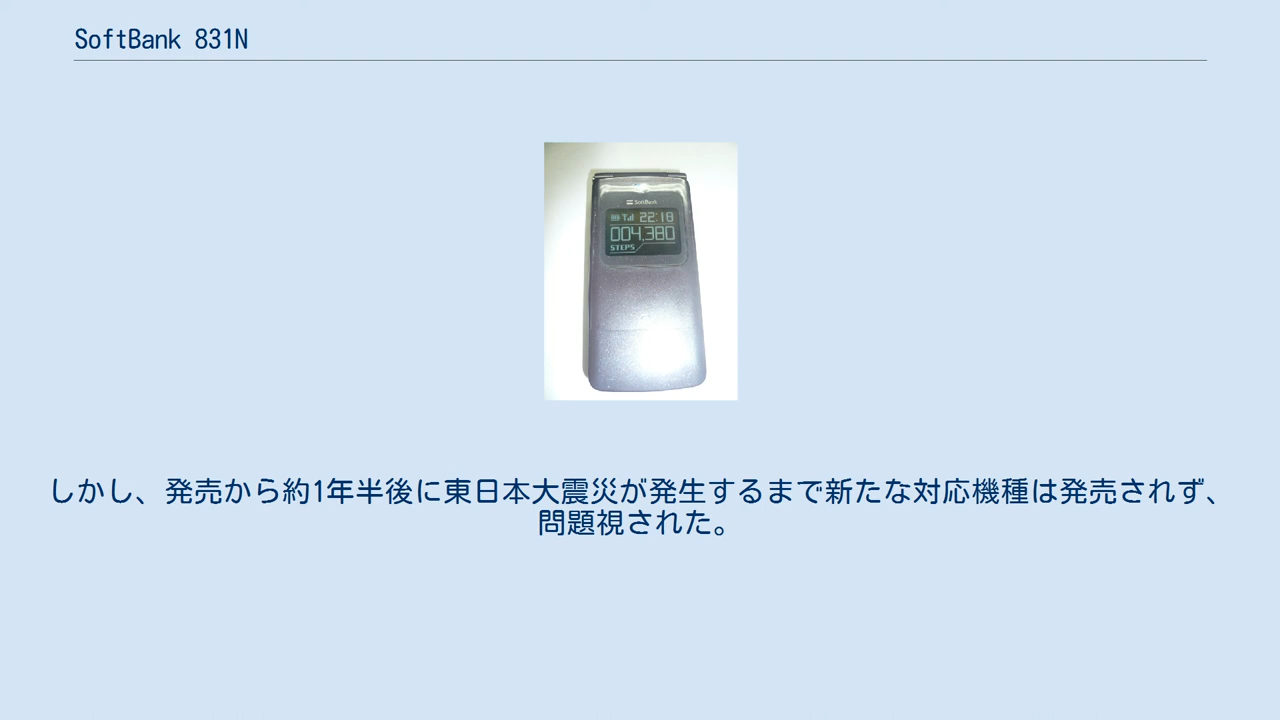 SoftBank 831N
SoftBank
22:18
004,380
STEPS
しかし、発売から約1年半後に東日本大震災が発生するまで新たな対応機種は発売されず、
問題視された。